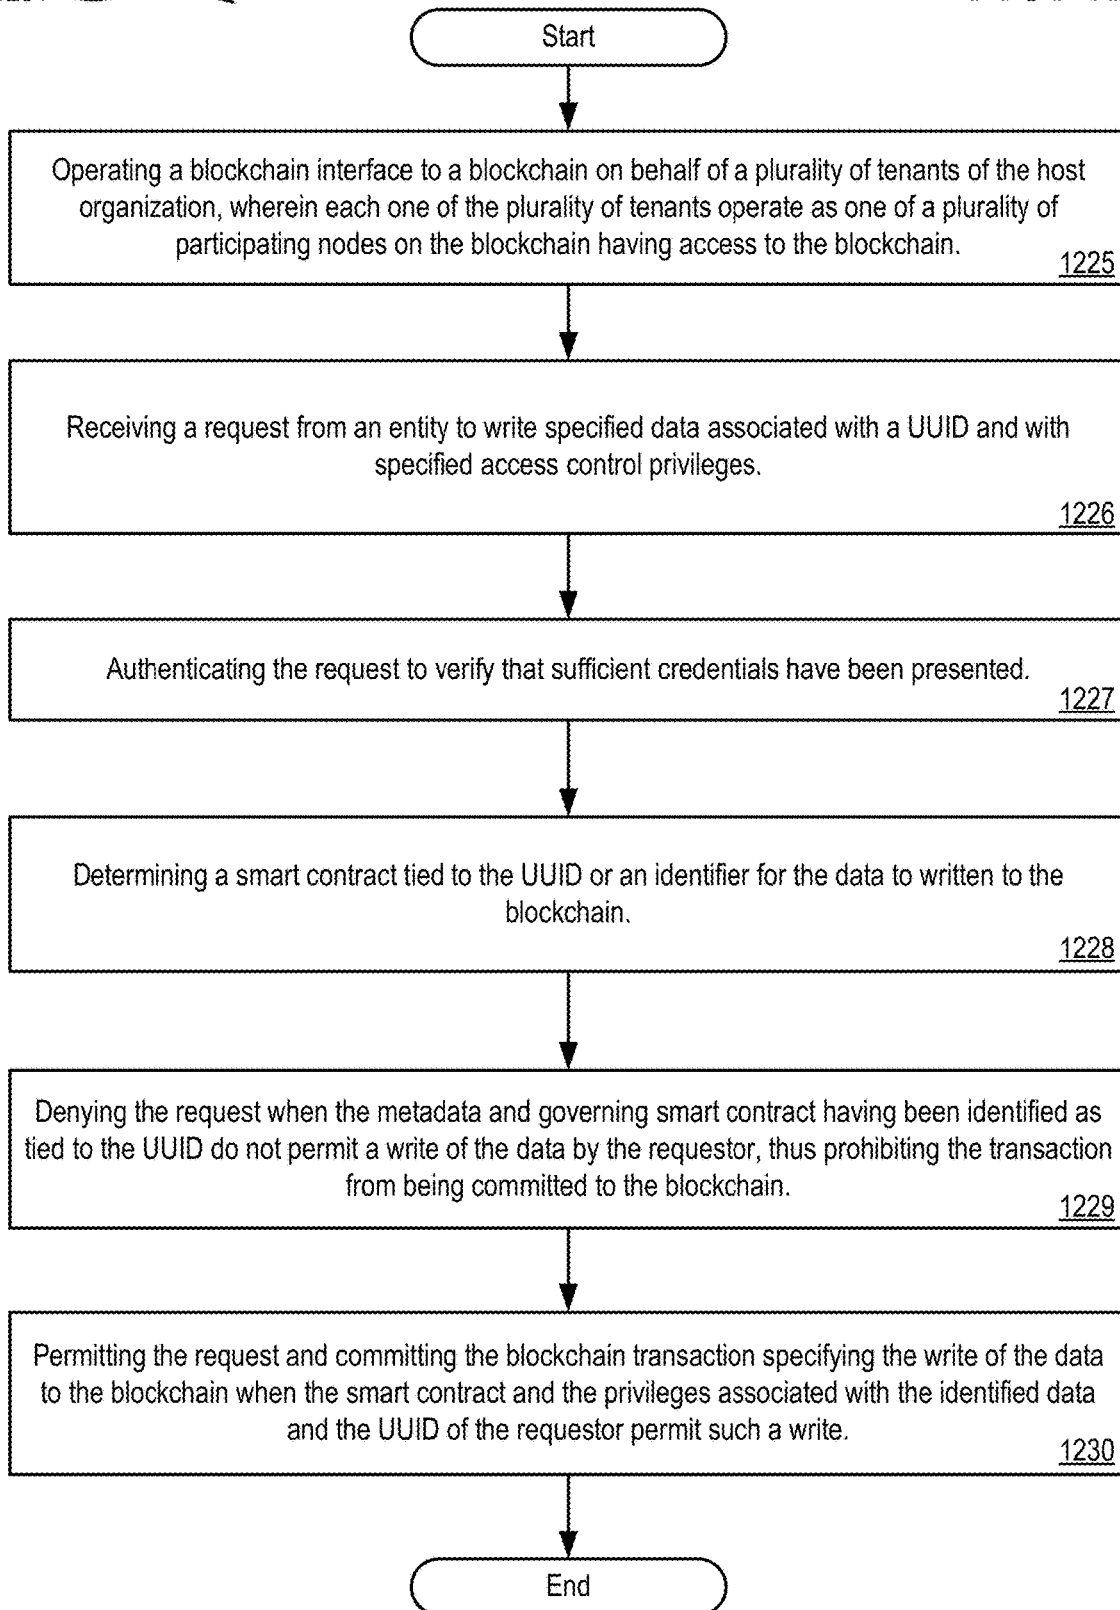 Start
Operating a blockchain interface to a blockchain on behalf of a plurality of tenants of the host
organization, wherein each one of the plurality of tenants operate as one of a plurality of
participating nodes on the blockchain having access to the blockchain.
1225
Receiving a request from an entity to write specified data associated with a UUID and with
specified access control privileges.
1226
Authenticating the request to verify that sufficient credentials have been presented.
1227
Determining a smart contract tied to the UUID or an identifier for the data to written to the
blockchain.
1228
Denying the request when the metadata and governing smart contract having been identified as
tied to the UUID do not permit a write of the data by the requestor, thus prohibiting the transaction
from being committed to the blockchain.
1229
Permitting the request and committing the blockchain transaction specifying the write of the data
to the blockchain when the smart contract and the privileges associated with the identified data
and the UUID of the requestor permit such a write.
1230
End